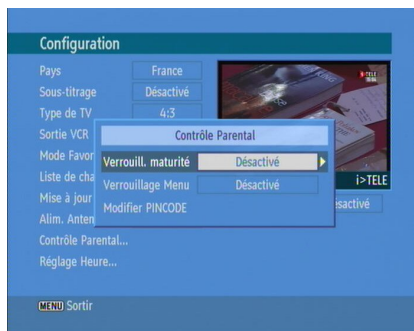 Configuration
Pays France
Sous-titrage Désactivé
Type de TV 4:3
Sortie VCR
Contrôle Parental
Mode Favor
Verrouill. maturité Désactivé
Liste de cha
i>TELE
Verrouillage Menu Désactivé
Mise à jour
sactivé
Modifier PINCODE
Alim. Anten
Contrôle Parental...
Réglage Heure...
MENU Sortir